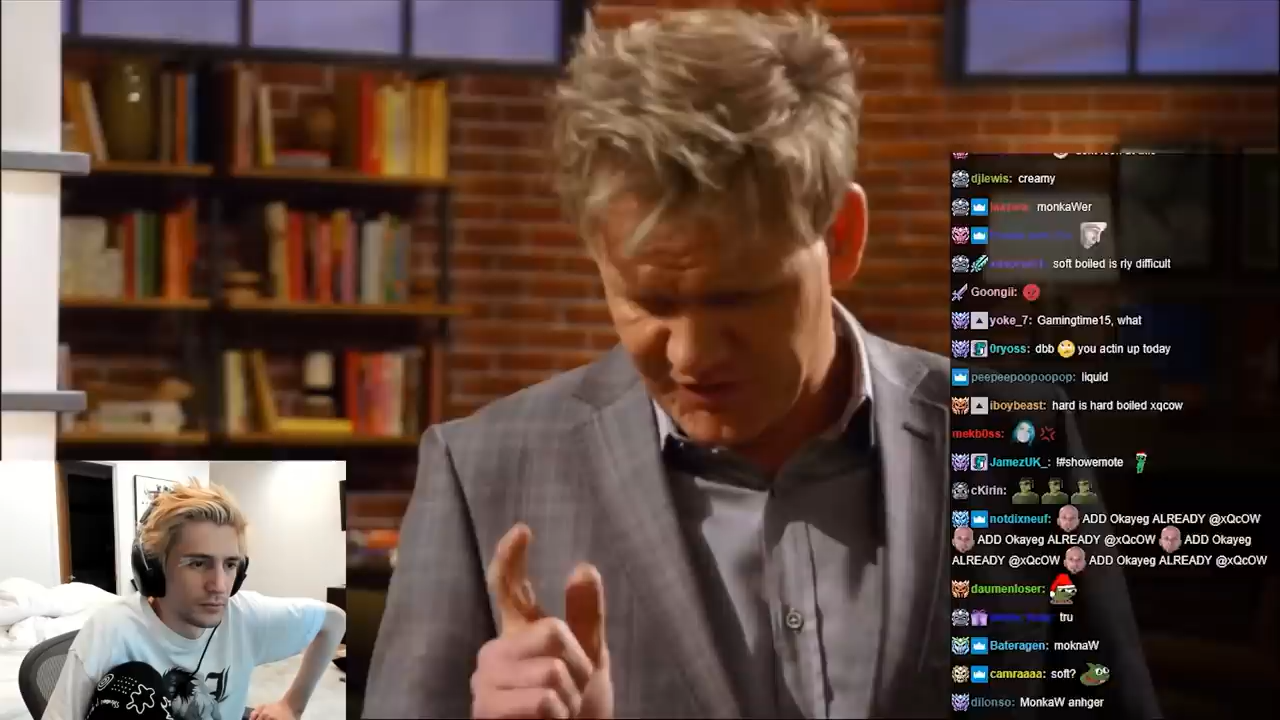 djlewis: creamy
monkaWer
soft boiled is rly difficult
Goongii:
yoke_7: Gamingtime15, what
0ryoss: dbb you actin up today
peepeepoopoopop: liquid
iboybeast: hard is hard boiled xqcow
mekb0ss:
JamezUK_: !#showemote
cKirin:
notdixneuf: ADD Okayeg ALREADY @xQcOW
ADD Okayeg ALREADY @xQcOW ADD Okayeg
ALREADY @xQcOW ADD Okayeg ALREADY @xQcOW
daumenloser:
tru
Bateragen: moknaW
camraaaa: soft?
dilonso: MonkaW anhger